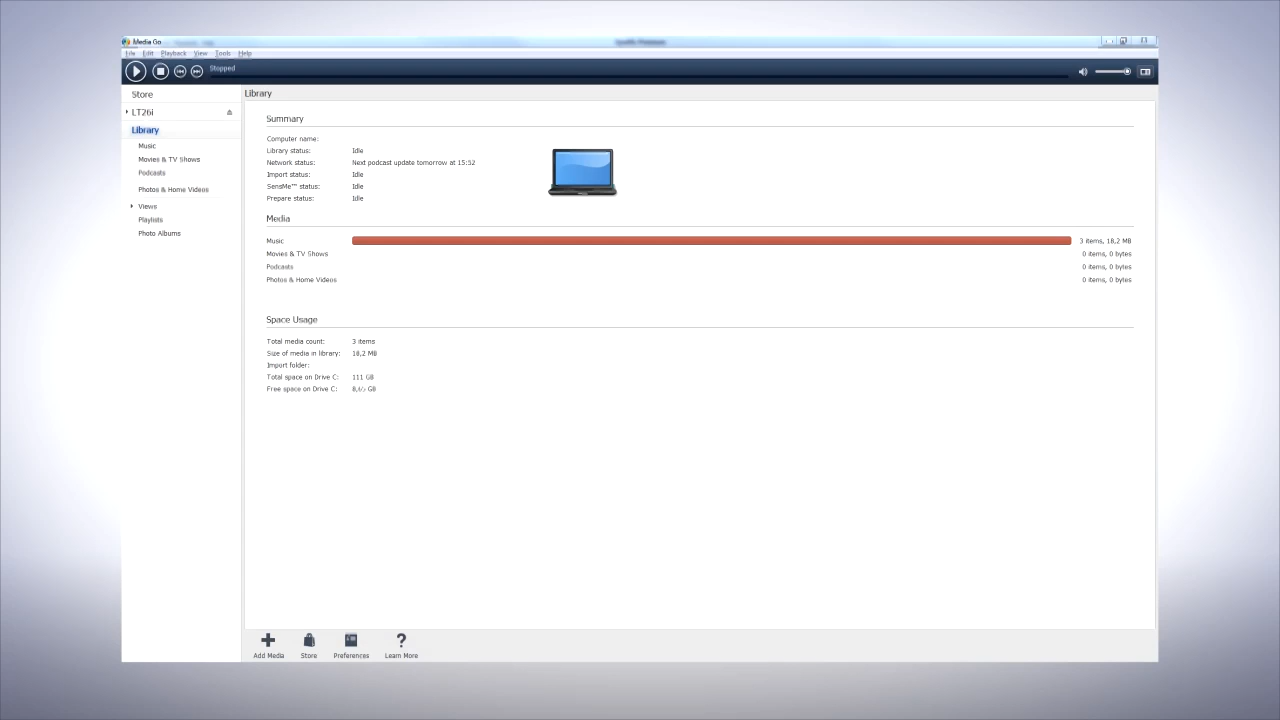 Media Go
File Edit Playback View Tools Help
Stopped
Store
LT26i
Library
Music
Movies & TV Shows
Podcasts
Photos & Home Videos
Views
Playlists
Photo Albums
Library
Summary
Computer name:
Library status: Idle
Network status: Next podcast update tomorrow at 15:52
Import status: Idle
SensMe™ status: Idle
Prepare status: Idle
Media
Music 3 items, 18,2 MB
Movies & TV Shows 0 items, 0 bytes
Podcasts 0 items, 0 bytes
Photos & Home Videos 0 items, 0 bytes
Space Usage
Total media count: 3 items
Size of media in library: 18,2 MB
Import folder:
Total space on Drive C: 111 GB
Free space on Drive C: GB
Add Media Store Preferences Learn More